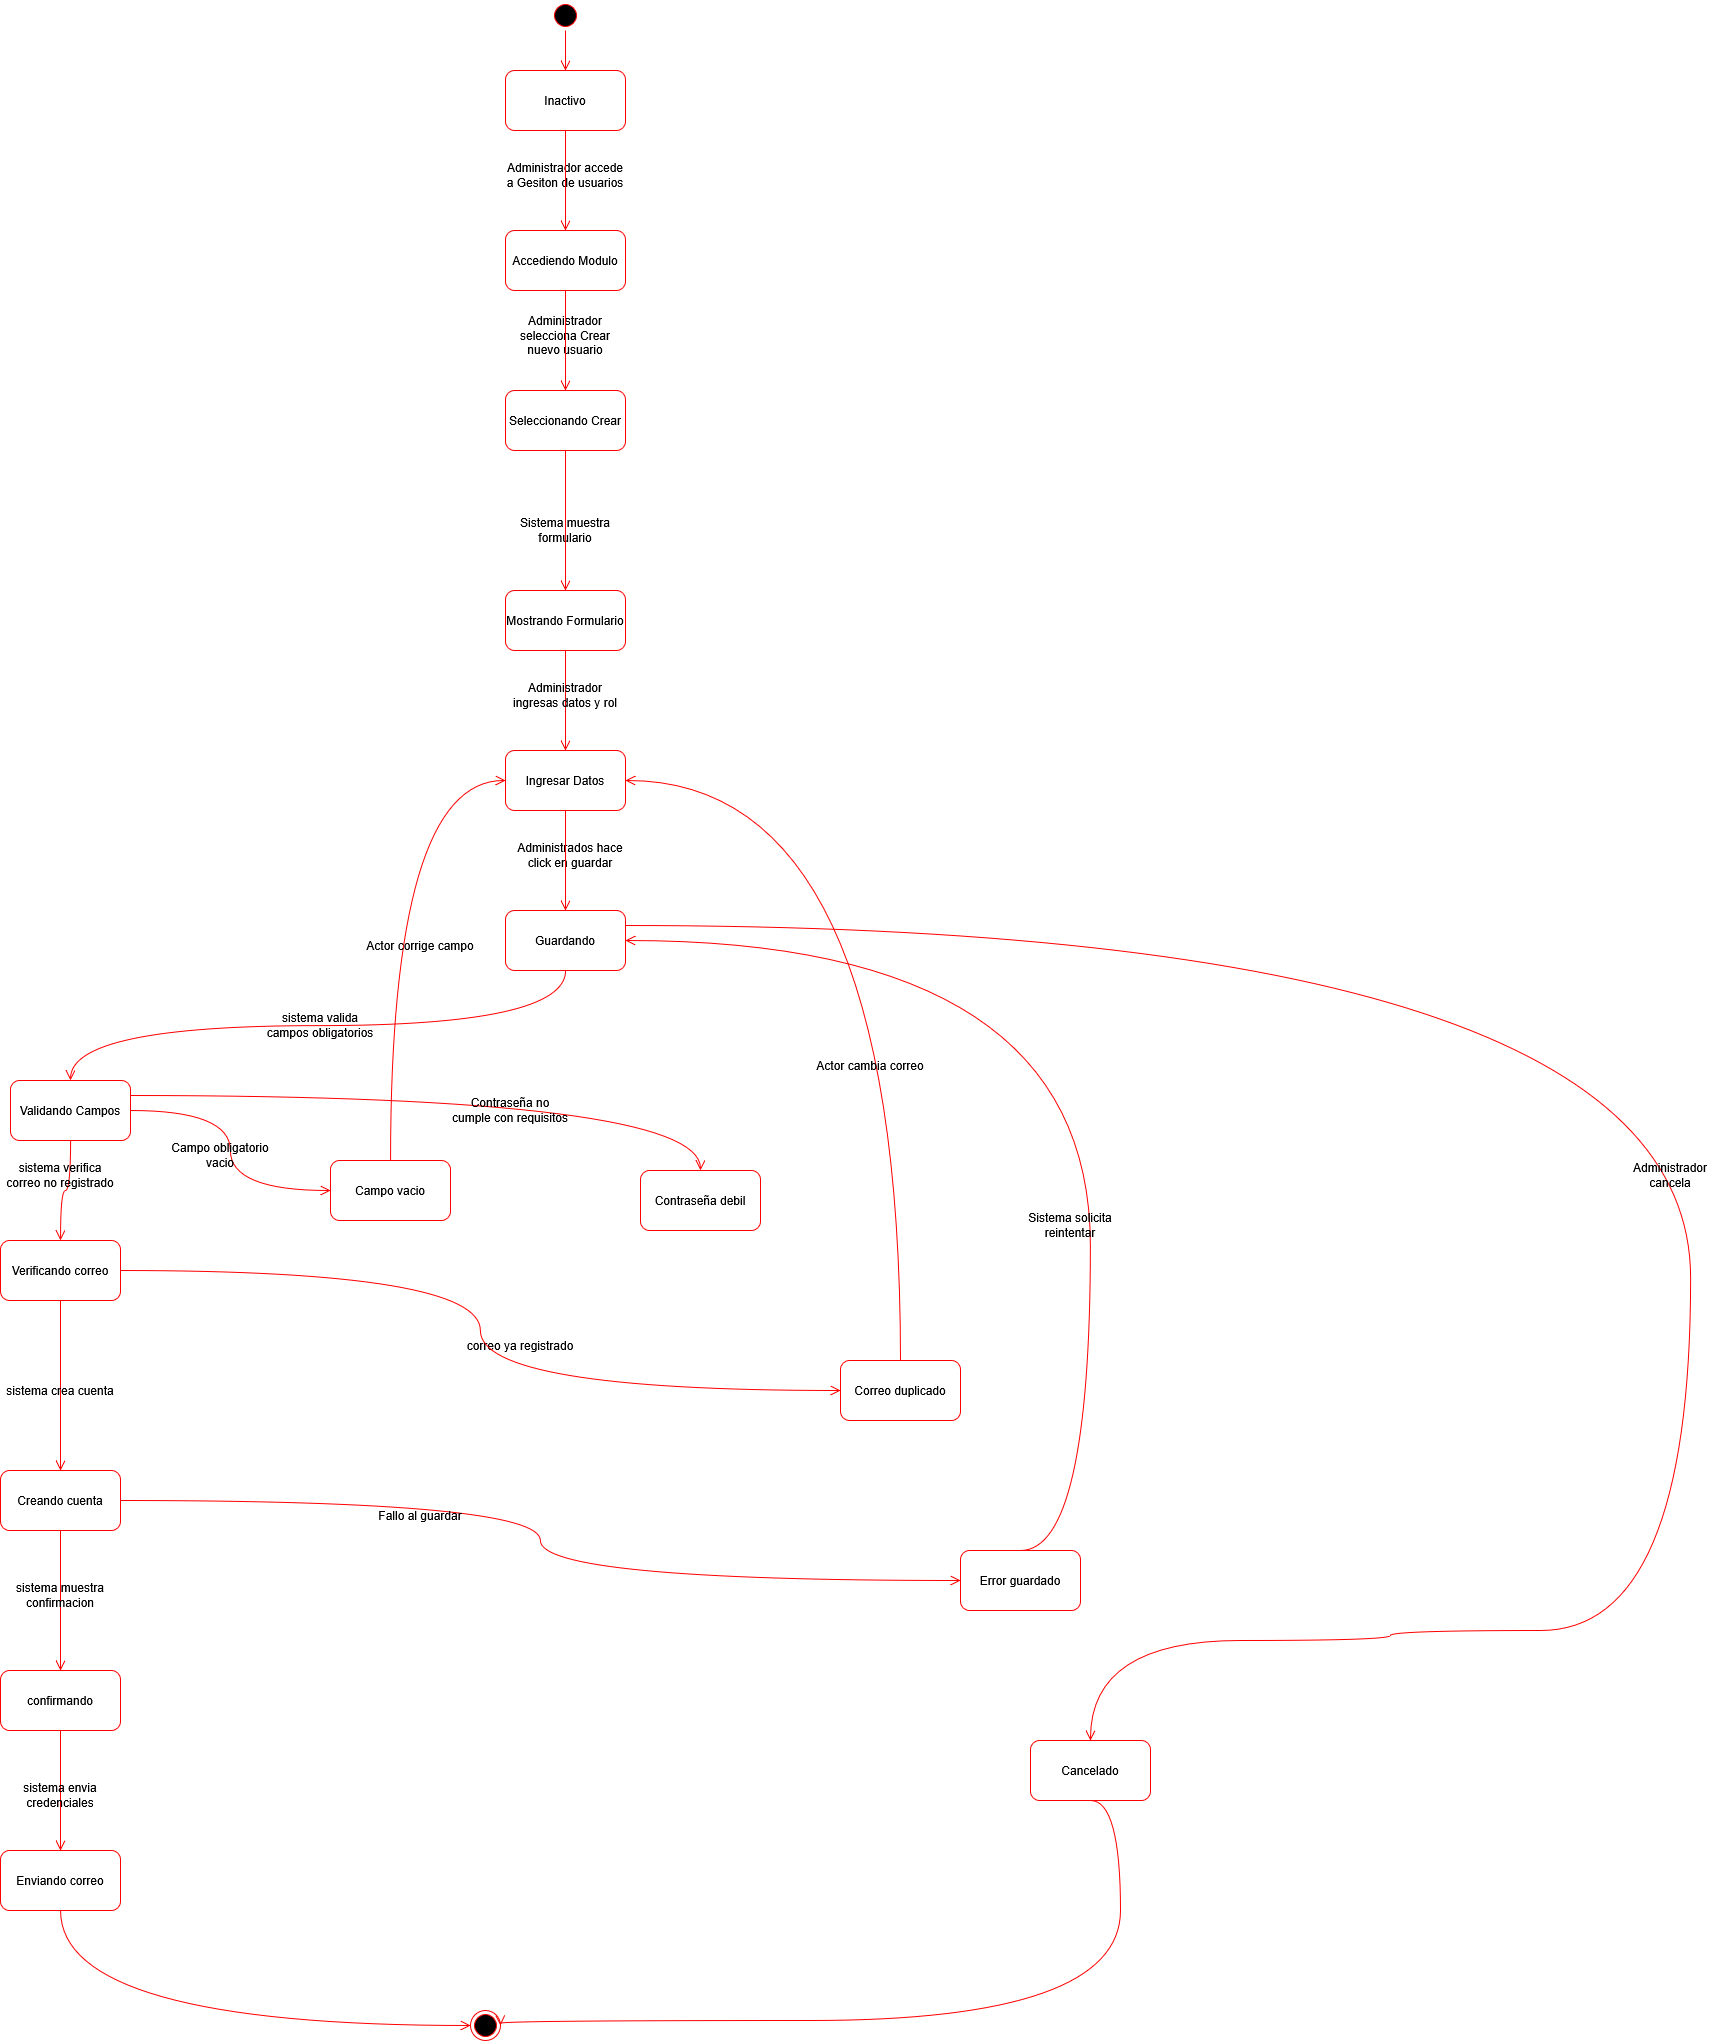 Inactivo
Administrador accede
a Gesiton de usuarios
Accediendo Modulo
Administrador
selecciona Crear
nuevo usuario
Seleccionando Crear
Sistema muestra
formulario
Mostrando Formulario
Administrador
ingresas datos y rol
Ingresar Datos
Administrados hace
click en guardar
Guardando
Actor corrige campo
sistema valida
campos obligatorios
Actor cambia correo
Validando Campos
Contraseña no
cumple con requisitos
Campo obligatorio
vacio
sistema verifica
correo no registrado
Campo vacio
Contraseña debil
Administrador
cancela
Sistema solicita
reintentar
Verificando correo
correo ya registrado
sistema crea cuenta
Correo duplicado
Creando cuenta
Fallo al guardar
Error guardado
sistema muestra
confirmacion
confirmando
Cancelado
sistema envia
credenciales
Enviando correo